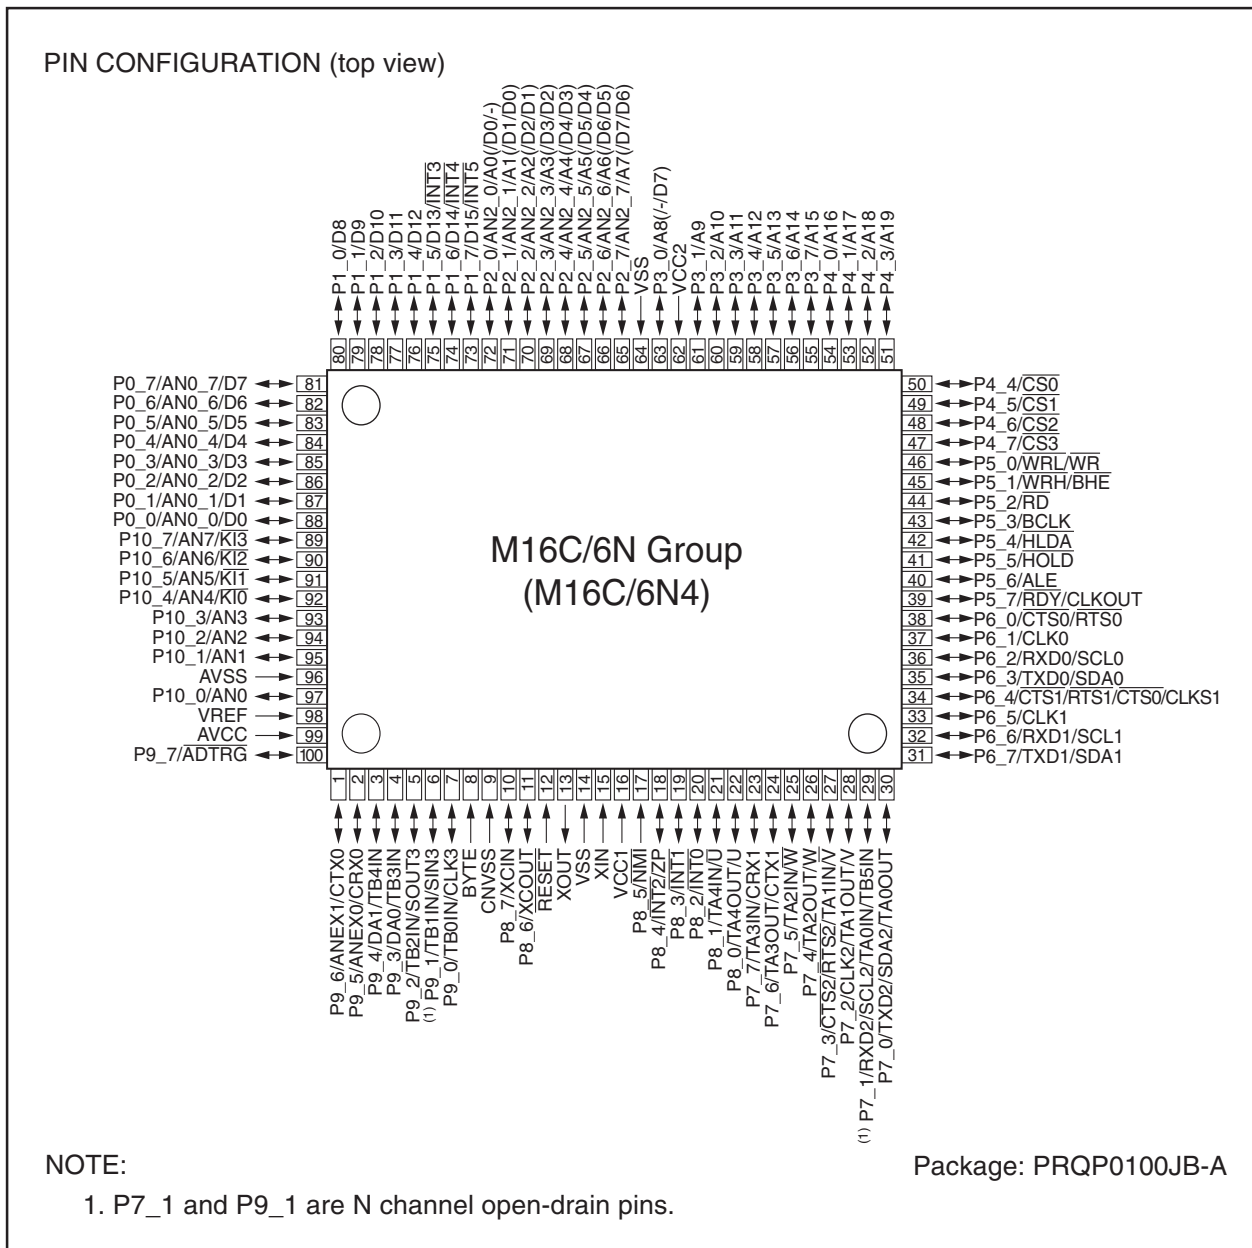 PIN CONFIGURATION (top view)
P1_0/D8
P1_1/D9
P1_2/D10
P1_3/D11
P1_4/D12
P1_5/D13/INT3
P1_6/D14/INT4
P1_7/D15/INT5
P2_0/AN2_0/A0(/D0/-)
P2_1/AN2_1/A1(/D1/D0)
P2_2/AN2_2/A2(/D2/D1)
P2_3/AN2_3/A3(/D3/D2)
P2_4/AN2_4/A4(/D4/D3)
P2_5/AN2_5/A5(/D5/D4)
P2_6/AN2_6/A6(/D6/D5)
P2_7/AN2_7/A7(/D7/D6)
VSS
P3_0/A8(/-/D7)
VCC2
P3_1/A9
P3_2/A10
P3_3/A11
P3_4/A12
P3_5/A13
P3_6/A14
P3_7/A15
P4_0/A16
P4_1/A17
P4_2/A18
P4_3/A19
80 79 78 77 76 75 74 73 72 71 70 69 68 67 66 65 64 63 62 61 60 59 58 57 56 55 54 53 52 51
P0_7/AN0_7/D7 81
P0_6/AN0_6/D6 82
P0_5/AN0_5/D5 83
P0_4/AN0_4/D4 84
P0_3/AN0_3/D3 85
P0_2/AN0_2/D2 86
P0_1/AN0_1/D1 87
P0_0/AN0_0/D0 88
P10_7/AN7/KI3 89
P10_6/AN6/KI2 90
P10_5/AN5/KI1 91
P10_4/AN4/KI0 92
P10_3/AN3 93
P10_2/AN2 94
P10_1/AN1 95
AVSS 96
P10_0/AN0 97
VREF 98
AVCC 99
P9_7/ADTRG 100
M16C/6N Group
(M16C/6N4)
50 P4_4/CS0
49 P4_5/CS1
48 P4_6/CS2
47 P4_7/CS3
46 P5_0/WRL/WR
45 P5_1/WRH/BHE
44 P5_2/RD
43 P5_3/BCLK
42 P5_4/HLDA
41 P5_5/HOLD
40 P5_6/ALE
39 P5_7/RDY/CLKOUT
38 P6_0/CTS0/RTS0
37 P6_1/CLK0
36 P6_2/RXD0/SCL0
35 P6_3/TXD0/SDA0
34 P6_4/CTS1/RTS1/CTS0/CLKS1
33 P6_5/CLK1
32 P6_6/RXD1/SCL1
31 P6_7/TXD1/SDA1
1 2 3 4 5 6 7 8 9 10 11 12 13 14 15 16 17 18 19 20 21 22 23 24 25 26 27 28 29 30
P9_6/ANEX1/CTX0
P9_5/ANEX0/CRX0
P9_4/DA1/TB4IN
P9_3/DA0/TB3IN
P9_2/TB2IN/SOUT3
(1) P9_1/TB1IN/SIN3
P9_0/TB0IN/CLK3
BYTE
CNVSS
P8_7/XCIN
P8_6/XCOUT
RESET
XOUT
VSS
XIN
VCC1
P8_5/NMI
P8_4/INT2/ZP
P8_3/INT1
P8_2/INT0
P8_1/TA4IN/U
P8_0/TA4OUT/U
P7_7/TA3IN/CRX1
P7_6/TA3OUT/CTX1
P7_5/TA2IN/W
P7_4/TA2OUT/W
P7_3/CTS2/RTS2/TA1IN/V
P7_2/CLK2/TA1OUT/V
(1) P7_1/RXD2/SCL2/TA0IN/TB5IN
P7_0/TXD2/SDA2/TA0OUT
NOTE:
1. P7_1 and P9_1 are N channel open-drain pins.
Package: PRQP0100JB-A